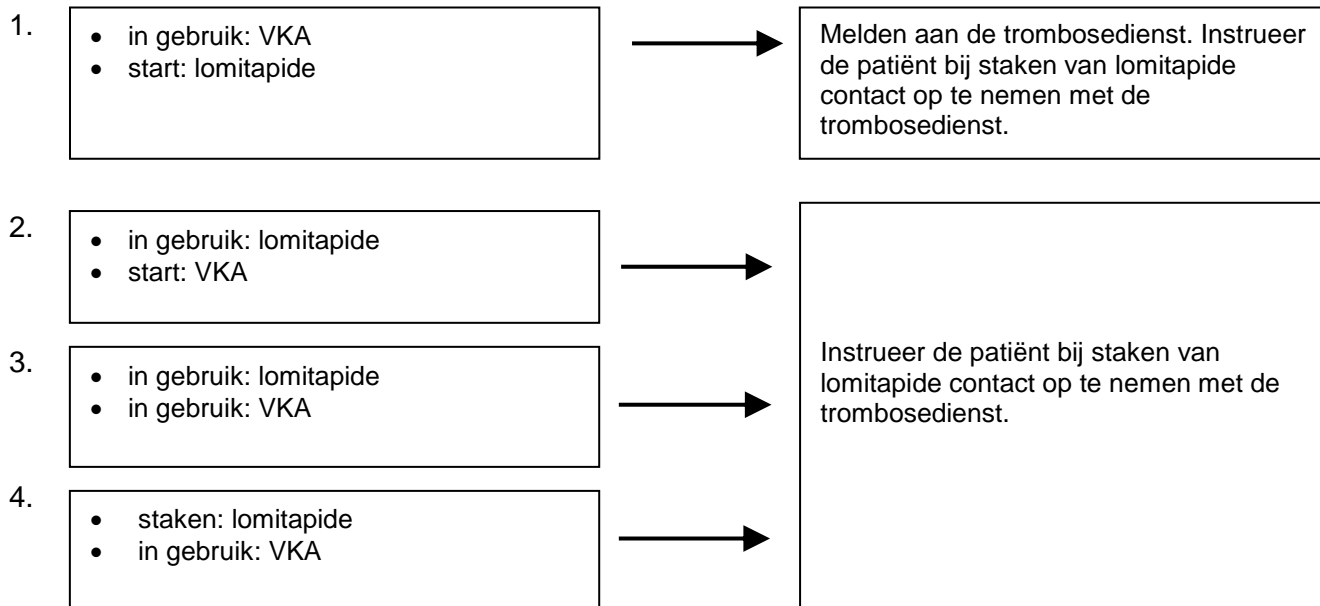 1.
• in gebruik: VKA
• start: lomitapide
Melden aan de trombosedienst. Instrueer
de patiënt bij staken van lomitapide
contact op te nemen met de
trombosedienst.
2.
• in gebruik: lomitapide
• start: VKA
3.
• in gebruik: lomitapide
• in gebruik: VKA
4.
• staken: lomitapide
• in gebruik: VKA
Instrueer de patiënt bij staken van
lomitapide contact op te nemen met de
trombosedienst.